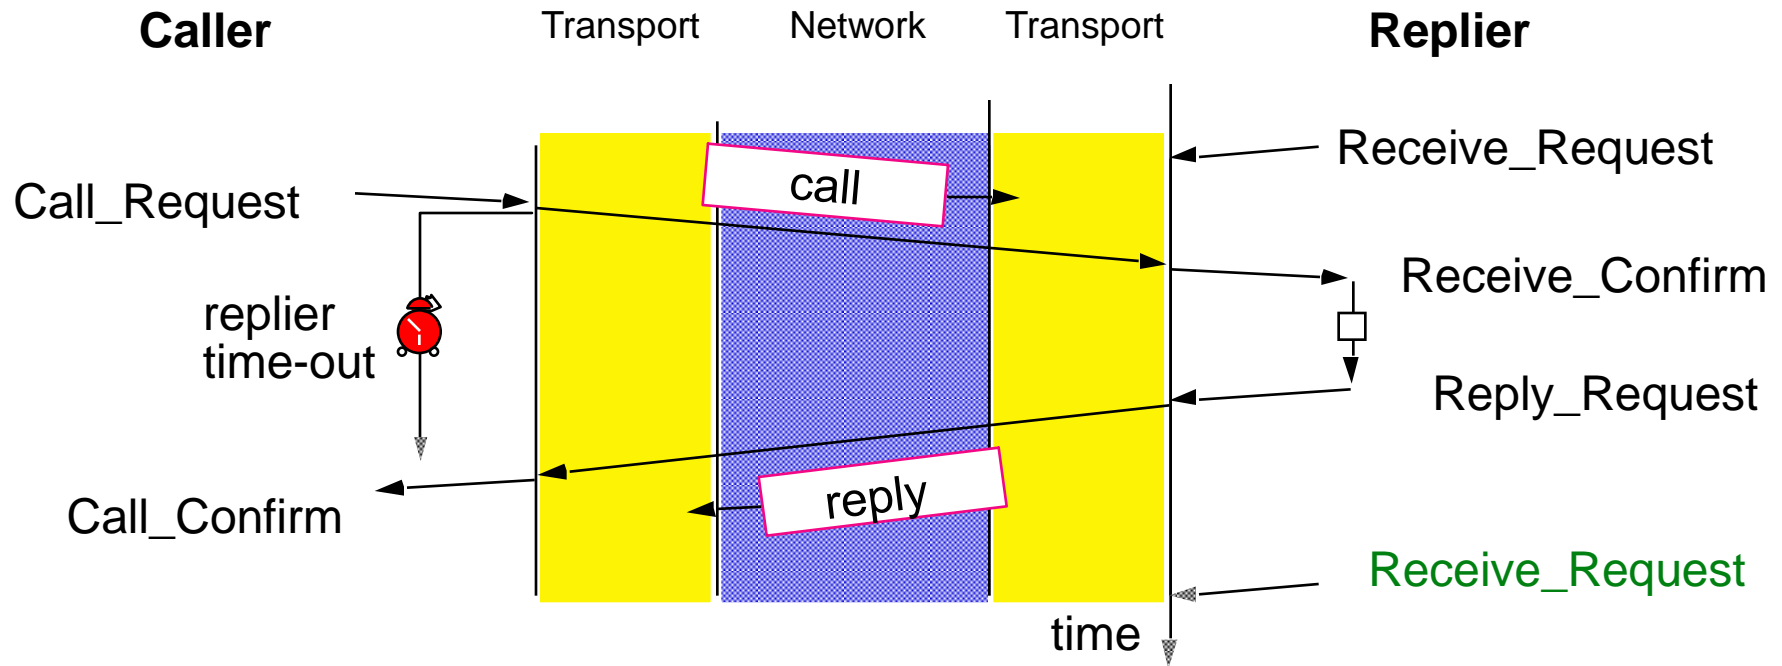 Caller
Transport
Network
Transport
Replier
Receive_Request
call
Call_Request
Receive_Confirm
replier
time-out
Reply_Request
reply
Call_Confirm
Receive_Request
time